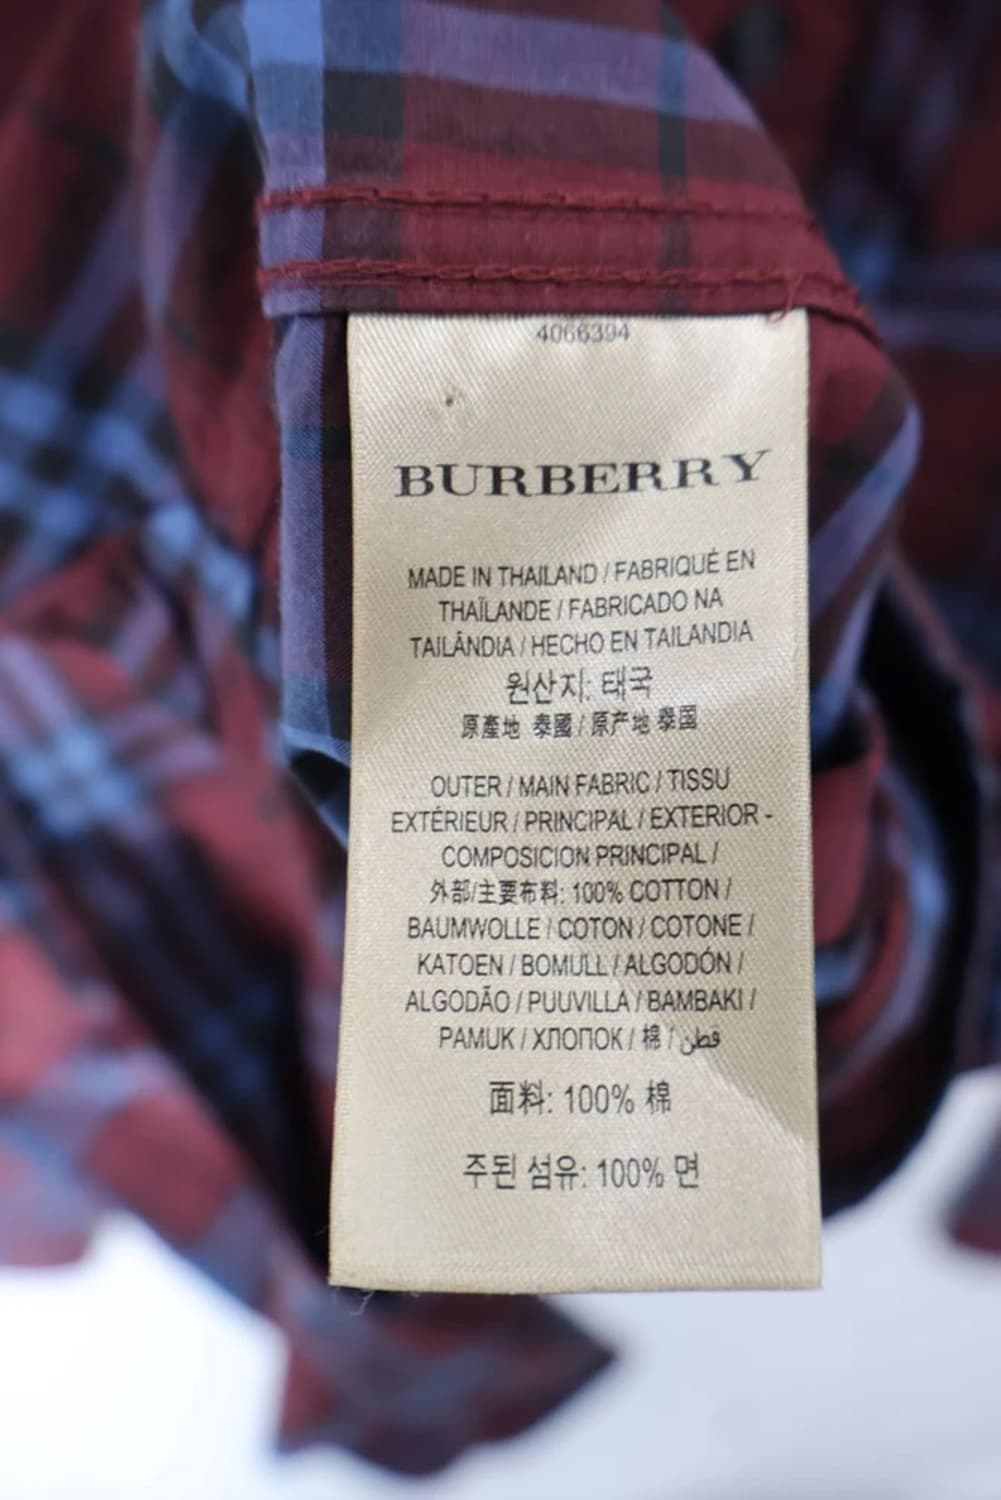 4066394
BURBERRY
MADE IN THAILAND / FABRIQUÉ EN
THAÏLANDE / FABRICADO NA
TAILÂNDIA / HECHO EN TAILANDIA
원산지: 태국
原產地 泰國 / 原产地 泰国
OUTER / MAIN FABRIC / TISSU
EXTÉRIEUR / PRINCIPAL / EXTERIOR -
COMPOSICION PRINCIPAL /
外部/主要布料: 100% COTTON /
BAUMWOLLE / COTON / COTONE /
KATOEN / BOMULL / ALGODÓN /
ALGODÃO / PUUVILLA / BAMBAKI /
PAMUK / ХЛОПОК / 棉 / قطن
面料: 100% 棉
주된 섬유: 100% 면